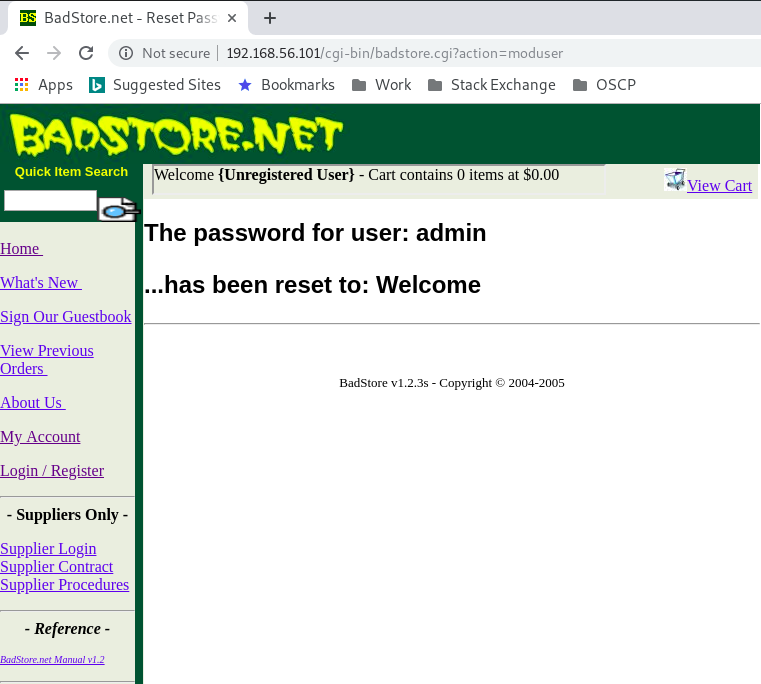 BadStore.net - Reset Pass
Not secure 192.168.56.101/cgi-bin/badstore.cgi?action=moduser
Apps Suggested Sites Bookmarks Work Stack Exchange OSCP
BADSTORE.NET
Quick Item Search
Welcome {Unregistered User} - Cart contains 0 items at $0.00
View Cart
Home
What's New
Sign Our Guestbook
View Previous
Orders
About Us
My Account
Login / Register
- Suppliers Only -
Supplier Login
Supplier Contract
Supplier Procedures
- Reference -
BadStore.net Manual v1.2
The password for user: admin
...has been reset to: Welcome
BadStore v1.2.3s - Copyright © 2004-2005